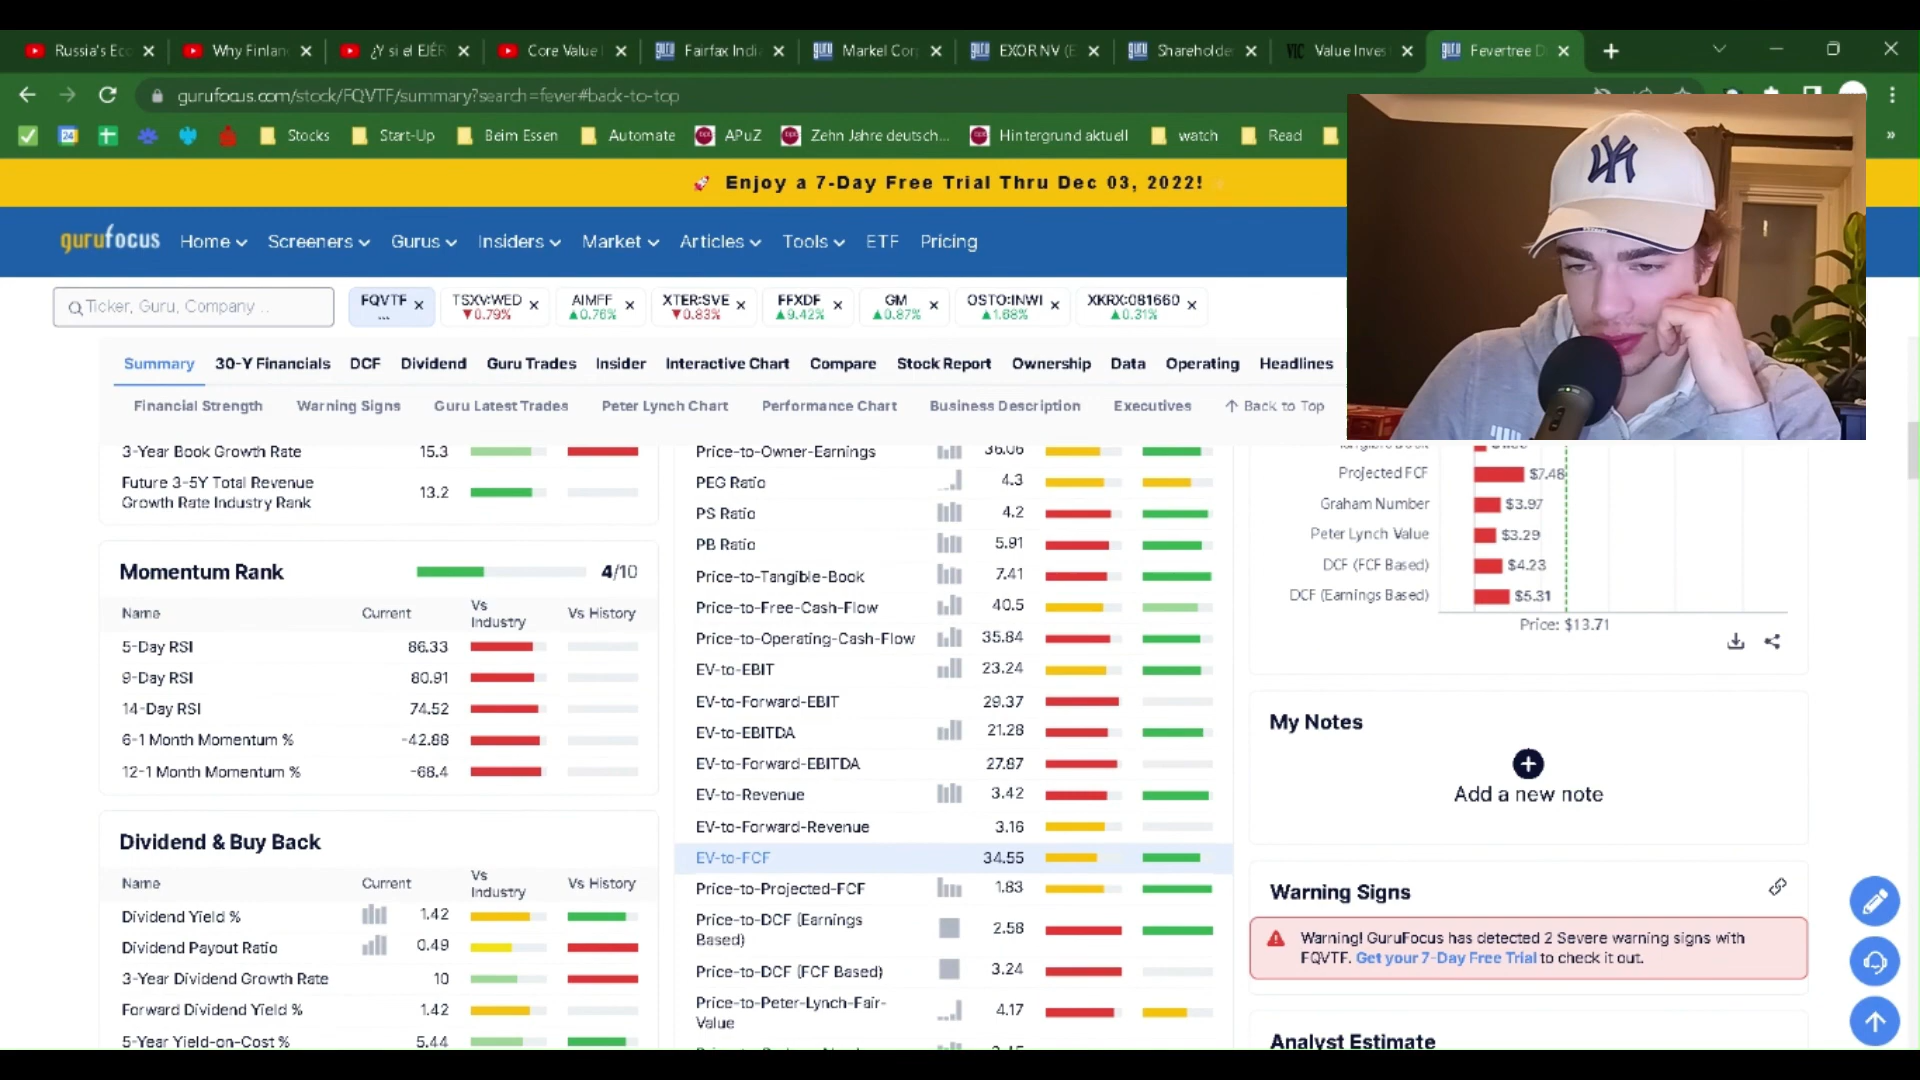 Russia's Ec
Why Finlan
¿Y si el EJÉR
Core Value
Fairfax Indi
Markel Cor
EXOR NV (E
Shareholde
Value Inves
Fevertree D
gurufocus.com/stock/FQVTF/summary?search=fever#back-to-top
Stocks
Start-Up
Beim Essen
Automate
APuZ
Zehn Jahre deutsch...
Hintergrund aktuell
watch
Read
Enjoy a 7-Day Free Trial Thru Dec 03, 2022!
gurufocus
Home
Screeners
Gurus
Insiders
Market
Articles
Tools
ETF
Pricing
Ticker, Guru, Company ..
FQVTF
...
TSXV:WED
▼0.79%
AIMFF
▲0.76%
XTER:SVE
▼0.83%
FFXDF
▲9.42%
GM
▲0.87%
OSTO:INWI
▲1.68%
XKRX:081660
▲0.31%
Summary
30-Y Financials
DCF
Dividend
Guru Trades
Insider
Interactive Chart
Compare
Stock Report
Ownership
Data
Operating
Headlines
Financial Strength
Warning Signs
Guru Latest Trades
Peter Lynch Chart
Performance Chart
Business Description
Executives
Back to Top
3-Year Book Growth Rate 15.3
Future 3-5Y Total Revenue
Growth Rate Industry Rank 13.2
Momentum Rank 4/10
Name Current Vs Industry Vs History
5-Day RSI 86.33
9-Day RSI 80.91
14-Day RSI 74.52
6-1 Month Momentum % -42.88
12-1 Month Momentum % -68.4
Dividend & Buy Back
Name Current Vs Industry Vs History
Dividend Yield % 1.42
Dividend Payout Ratio 0.49
3-Year Dividend Growth Rate 10
Forward Dividend Yield % 1.42
5-Year Yield-on-Cost % 5.44
Price-to-Owner-Earnings 36.06
PEG Ratio 4.3
PS Ratio 4.2
PB Ratio 5.91
Price-to-Tangible-Book 7.41
Price-to-Free-Cash-Flow 40.5
Price-to-Operating-Cash-Flow 35.84
EV-to-EBIT 23.24
EV-to-Forward-EBIT 29.37
EV-to-EBITDA 21.28
EV-to-Forward-EBITDA 27.87
EV-to-Revenue 3.42
EV-to-Forward-Revenue 3.16
EV-to-FCF 34.55
Price-to-Projected-FCF 1.83
Price-to-DCF (Earnings
Based) 2.58
Price-to-DCF (FCF Based) 3.24
Price-to-Peter-Lynch-Fair-
Value 4.17
Projected FCF $7.48
Graham Number $3.97
Peter Lynch Value $3.29
DCF (FCF Based) $4.23
DCF (Earnings Based) $5.31
Price: $13.71
My Notes
Add a new note
Warning Signs
Warning! GuruFocus has detected 2 Severe warning signs with
FQVTF. Get your 7-Day Free Trial to check it out.
Analyst Estimate